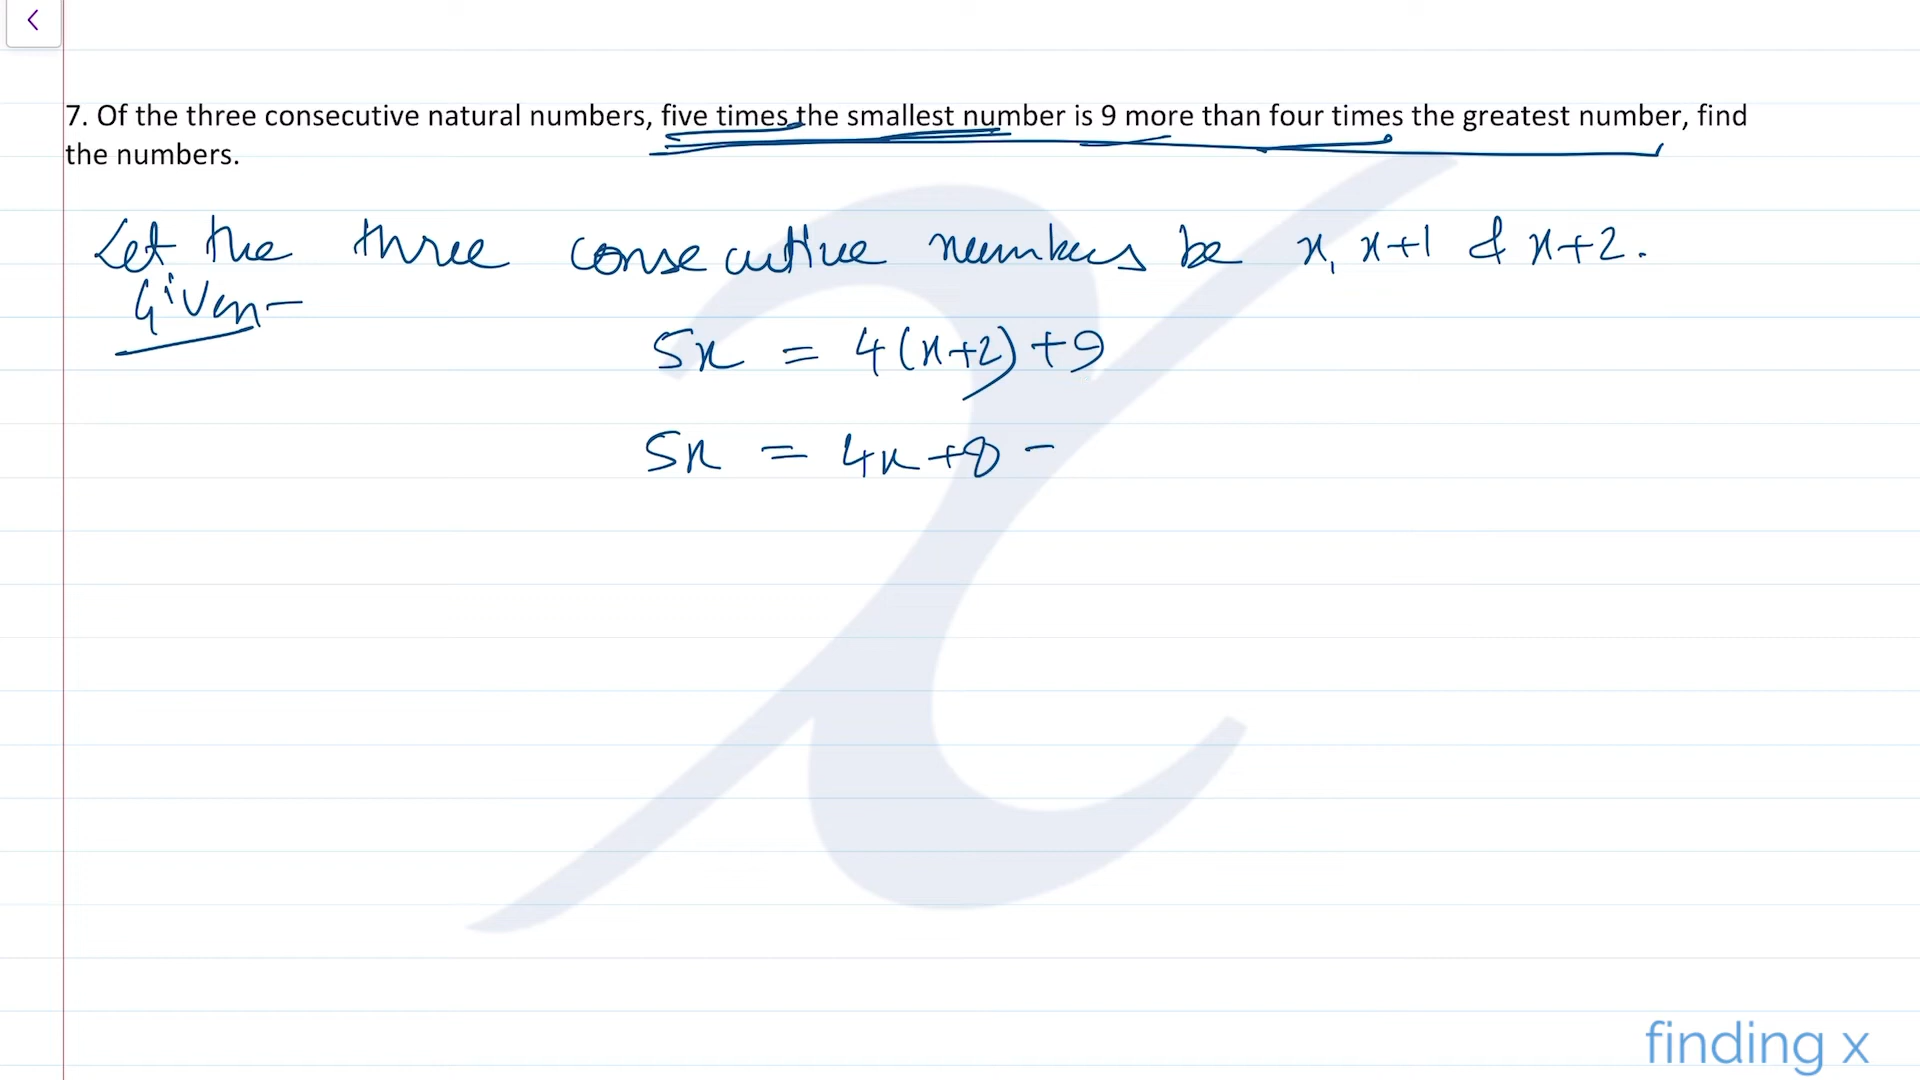 7. Of the three consecutive natural numbers, five times the smallest number is 9 more than four times the greatest number, find
the numbers.
Let the three consecutive numbers be x, x+1 & x+2.
Given -
5x = 4(x+2)+9
5x = 4x+8 -
finding x